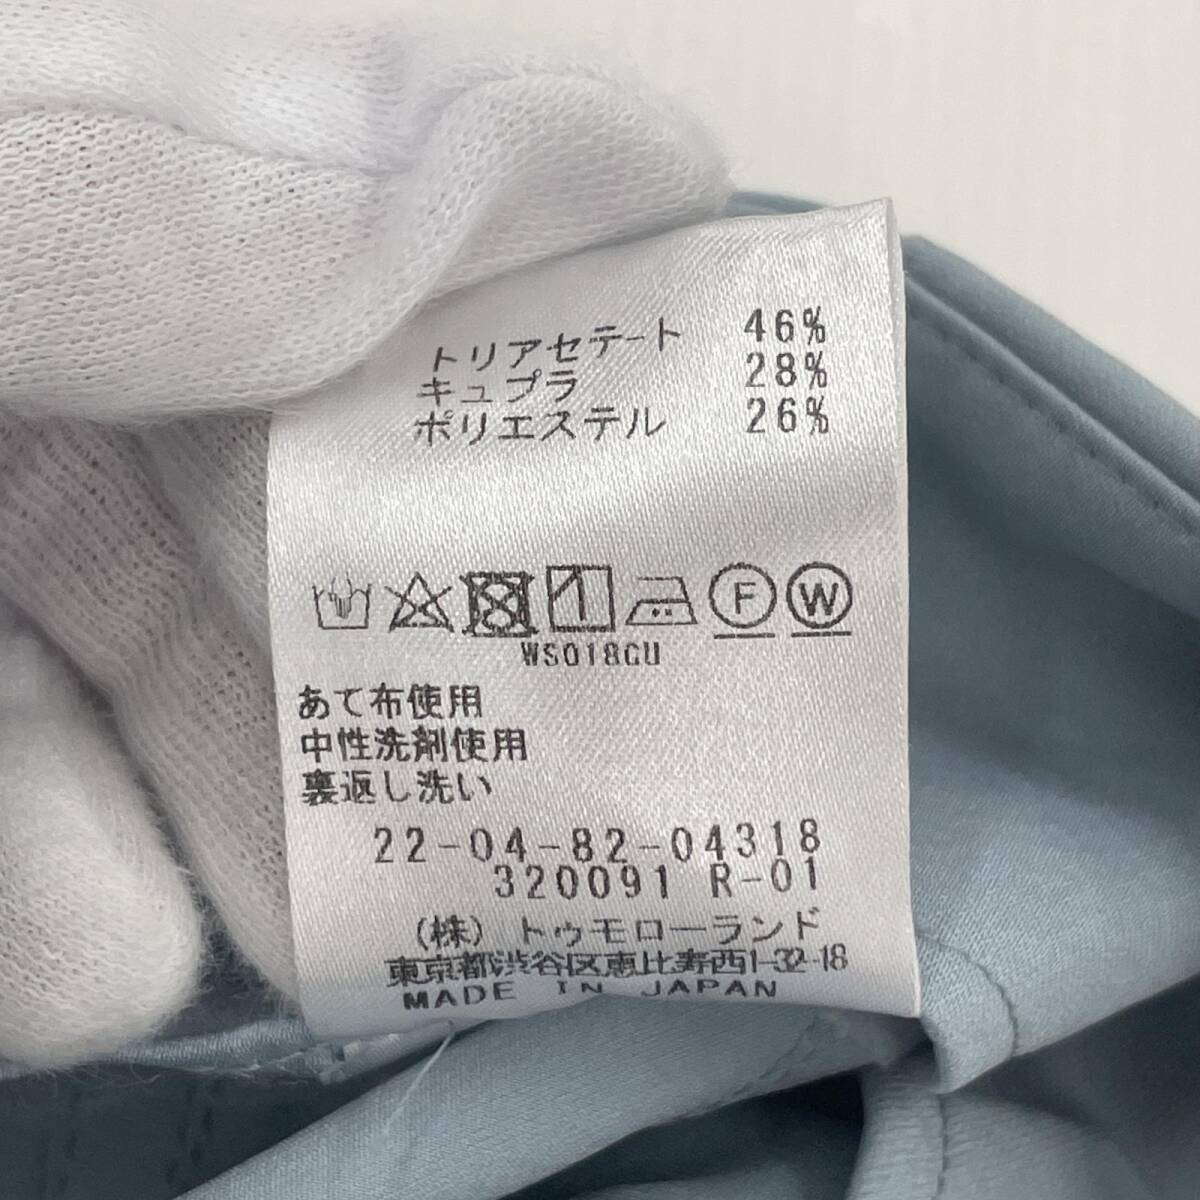 トリアセテート 46%
キュプラ 28%
ポリエステル 26%
F W
WS018GU
あて布使用
中性洗剤使用
裏返し洗い
22-04-82-04318
320091 R-01
(株) トゥモローランド
東京都渋谷区恵比寿西1-32-18
MADE IN JAPAN